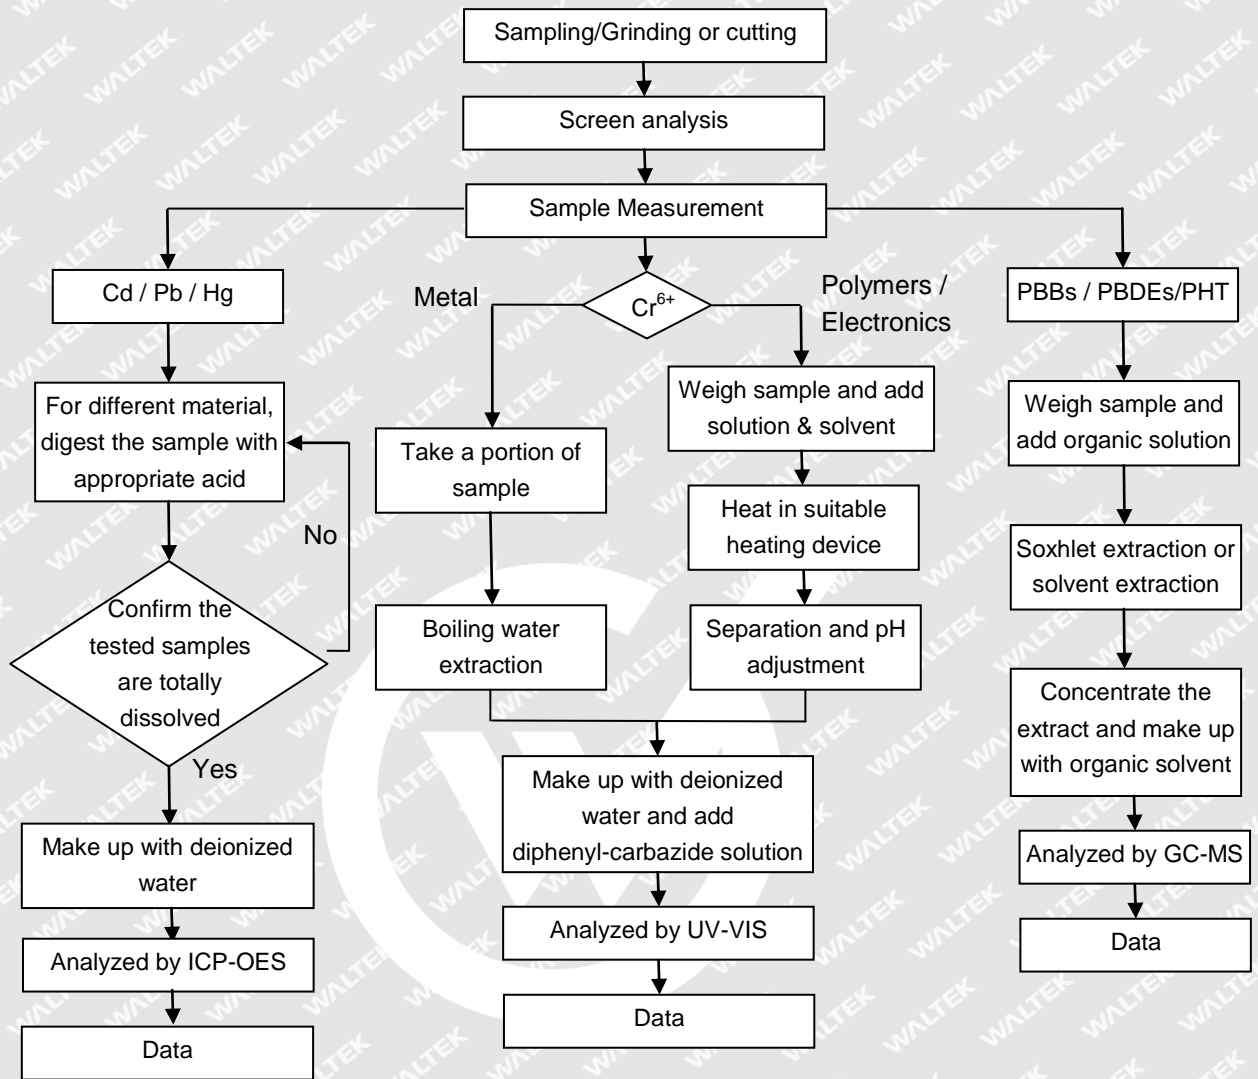 Sampling/Grinding or cutting
Screen analysis
Sample Measurement
Cd / Pb / Hg
For different material,
digest the sample with
appropriate acid
No
Confirm the
tested samples
are totally
dissolved
Yes
Make up with deionized
water
Analyzed by ICP-OES
Data
Cr6+
Metal
Take a portion of
sample
Boiling water
extraction
Polymers /
Electronics
Weigh sample and add
solution & solvent
Heat in suitable
heating device
Separation and pH
adjustment
Make up with deionized
water and add
diphenyl-carbazide solution
Analyzed by UV-VIS
Data
PBBs / PBDEs/PHT
Weigh sample and
add organic solution
Soxhlet extraction or
solvent extraction
Concentrate the
extract and make up
with organic solvent
Analyzed by GC-MS
Data
WALTEK